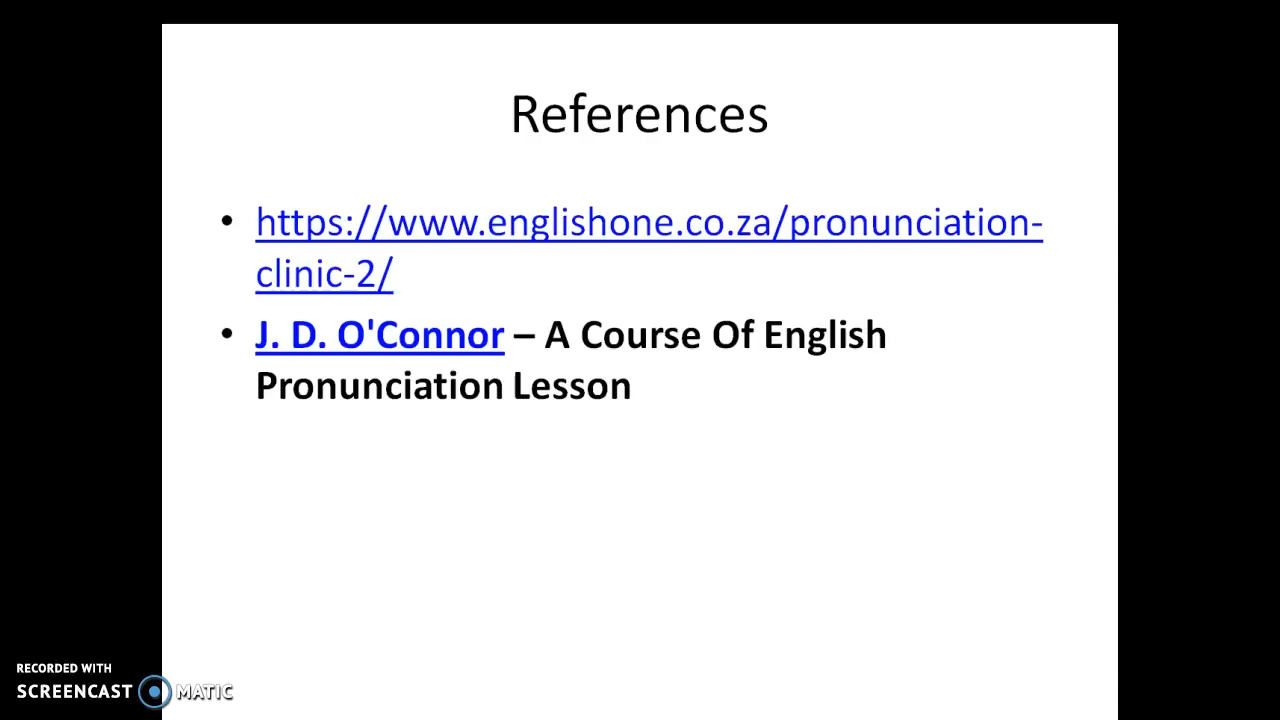 References
• https://www.englishone.co.za/pronunciation-
clinic-2/
• J. D. O'Connor – A Course Of English
Pronunciation Lesson
RECORDED WITH
SCREENCAST MATIC